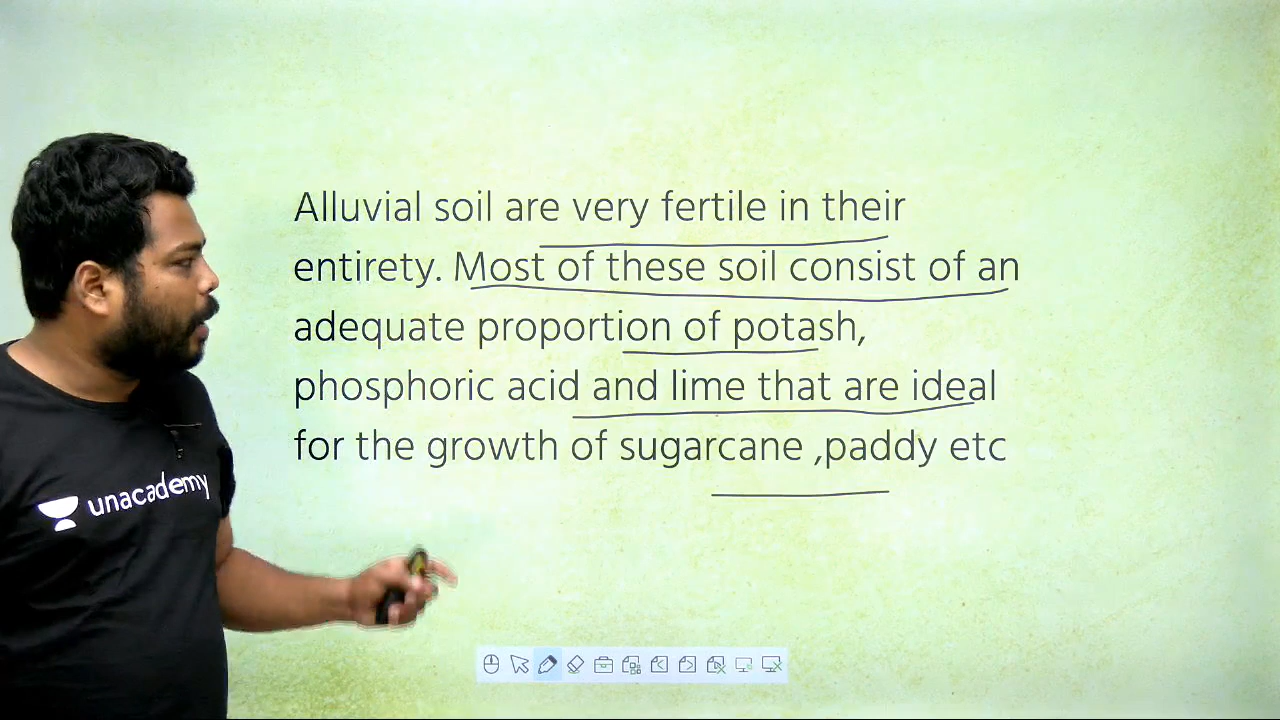 Alluvial soil are very fertile in their
entirety. Most of these soil consist of an
adequate proportion of potash,
phosphoric acid and lime that are ideal
for the growth of sugarcane ,paddy etc
unacademy